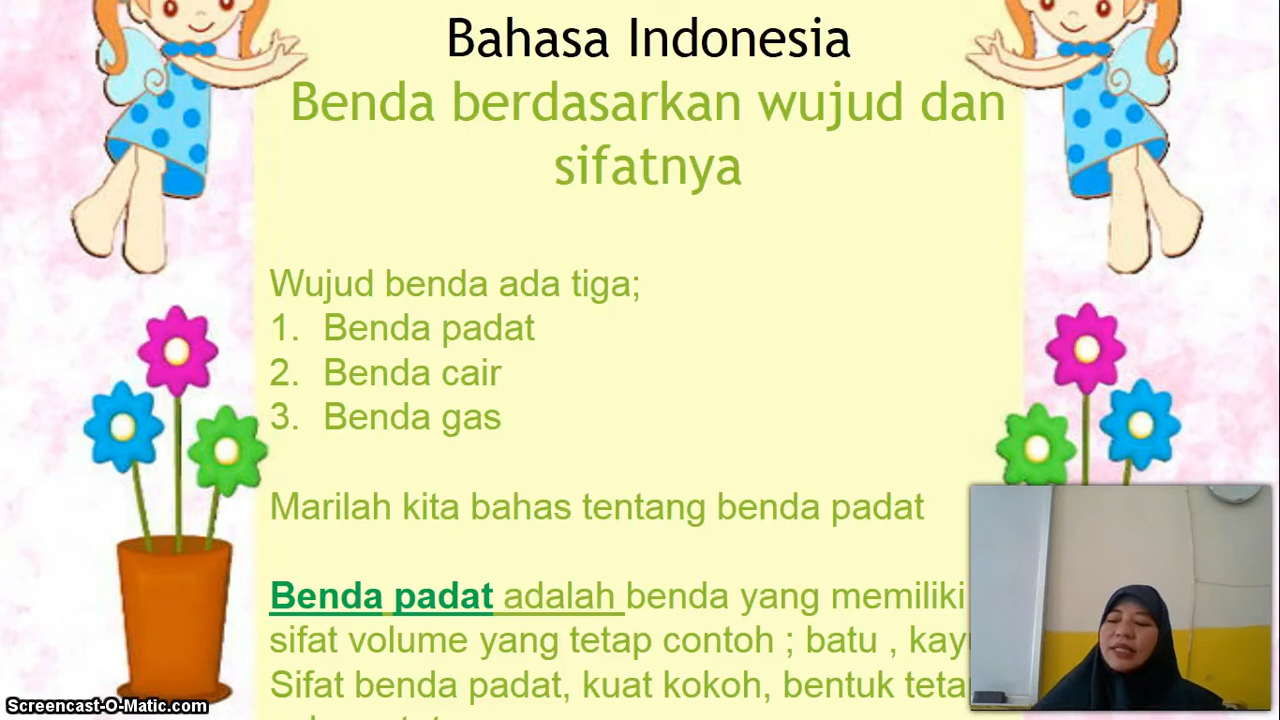 Bahasa Indonesia
Benda berdasarkan wujud dan
sifatnya
Wujud benda ada tiga;
1. Benda padat
2. Benda cair
3. Benda gas
Marilah kita bahas tentang benda padat
Benda padat adalah benda yang memiliki
sifat volume yang tetap contoh ; batu ,
Sifat benda padat, kuat kokoh, bentuk
Screencast-O-Matic.com